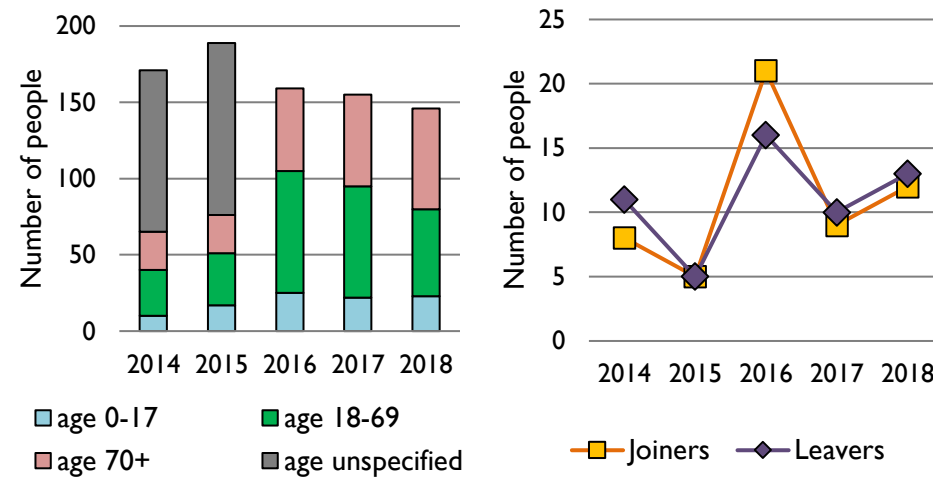 Number of people
200
150
100
50
0
2014 2015 2016 2017 2018
age 0-17 age 18-69
age 70+ age unspecified
Number of people
25
20
15
10
5
0
2014 2015 2016 2017 2018
Joiners Leavers